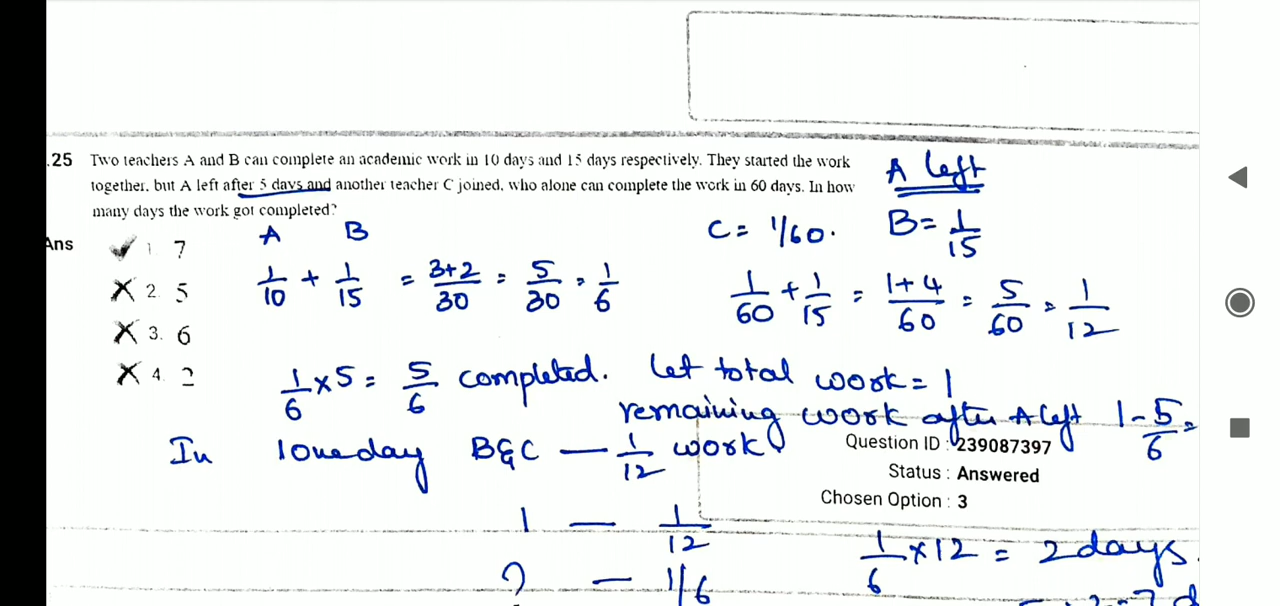 .25 Two teachers A and B can complete an academic work in 10 days and 15 days respectively. They started the work
together, but A left after 5 days and another teacher C joined, who alone can complete the work in 60 days. In how
many days the work got completed?
Ans
1. 7
2. 5
3. 6
4. 2
A left
A B
C = 1/60. B = 1/15
1/10 + 1/15 = 3+2/30 = 5/30 = 1/6
1/60 + 1/15 = 1+4/60 = 5/60 = 1/12
1/6 x 5 = 5/6 completed. Let total work = 1
remaining work after A left 1 - 5/6 =
In 1 one day B&C — 1/12 work
Question ID : 239087397
Status : Answered
Chosen Option : 3
1 — 1/12
? — 1/6
1/6 x 12 = 2 days.